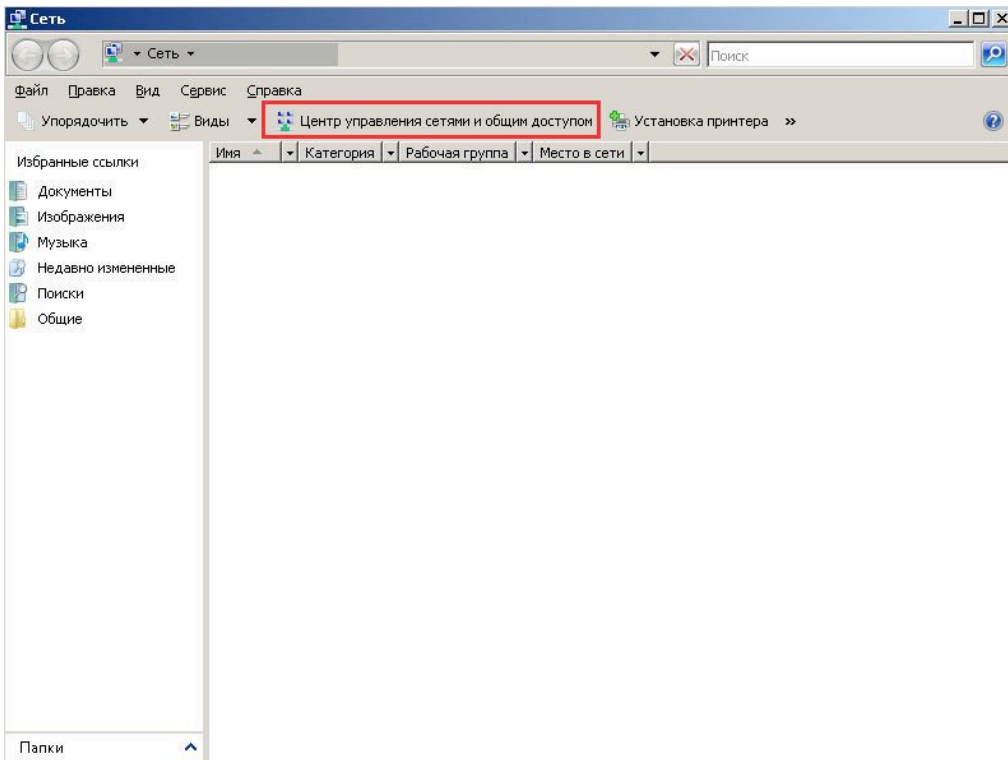 Сеть
Сеть
Поиск
Файл Правка Вид Сервис Справка
Упорядочить Виды Центр управления сетями и общим доступом Установка принтера »
Избранные ссылки
Имя Категория Рабочая группа Место в сети
Документы
Изображения
Музыка
Недавно измененные
Поиски
Общие
Папки